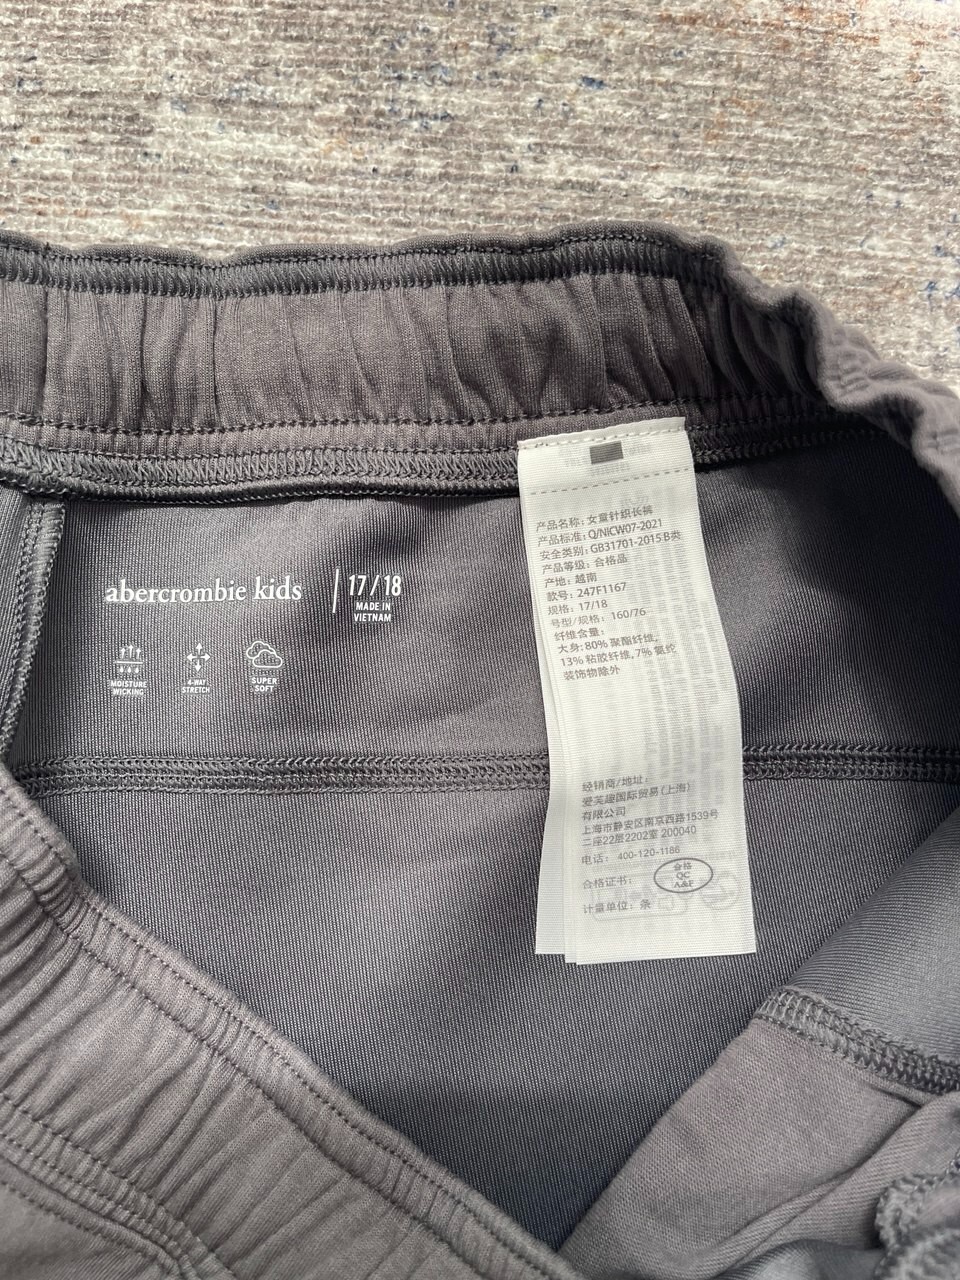 abercrombie kids
17/18
MADE IN
VIETNAM
MOISTURE
WICKING
4-WAY
STRETCH
SUPER
SOFT
产品名称: 女童针织长裤
产品标准: Q/NICW07-2021
安全类别: GB31701-2015 B类
产品等级: 合格品
产地: 越南
款号: 247F1167
规格: 17/18
号型/规格: 160/76
纤维含量:
大身: 80% 聚酯纤维,
13% 粘胶纤维, 7% 氨纶
装饰物除外
经销商/地址:
爱芙趣国际贸易(上海)
有限公司
上海市静安区南京西路1539号
二座22层2202室 200040
电话: 400-120-1186
合格证书:
合格
QC
A&F
计量单位: 条